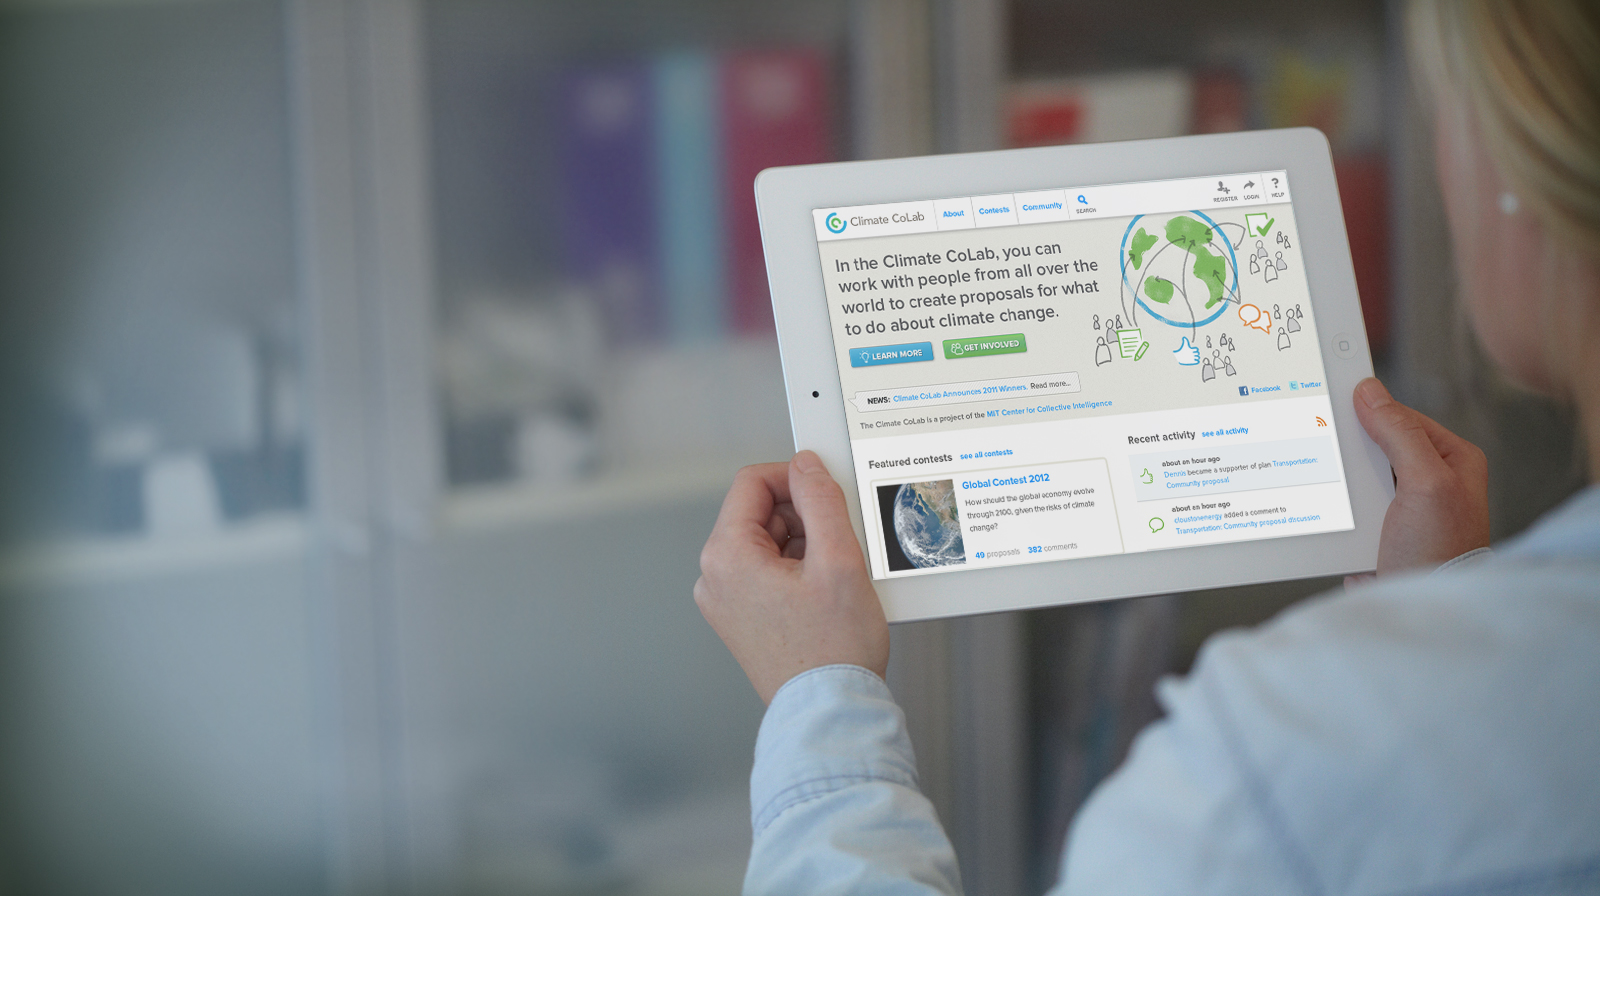 Climate CoLab
About
Contests
Community
SEARCH
REGISTER
LOGIN
HELP
In the Climate CoLab, you can
work with people from all over the
world to create proposals for what
to do about climate change.
LEARN MORE
GET INVOLVED
NEWS: Climate CoLab Announces 2011 Winners. Read more...
The Climate CoLab is a project of the MIT Center for Collective Intelligence
Facebook
Twitter
Featured contests see all contests
Global Contest 2012
How should the global economy evolve
through 2100, given the risks of climate
change?
49 proposals 382 comments
Recent activity see all activity
about an hour ago
Dennis became a supporter of plan Transportation:
Community proposal
about an hour ago
cloustonenergy added a comment to
Transportation: Community proposal discussion